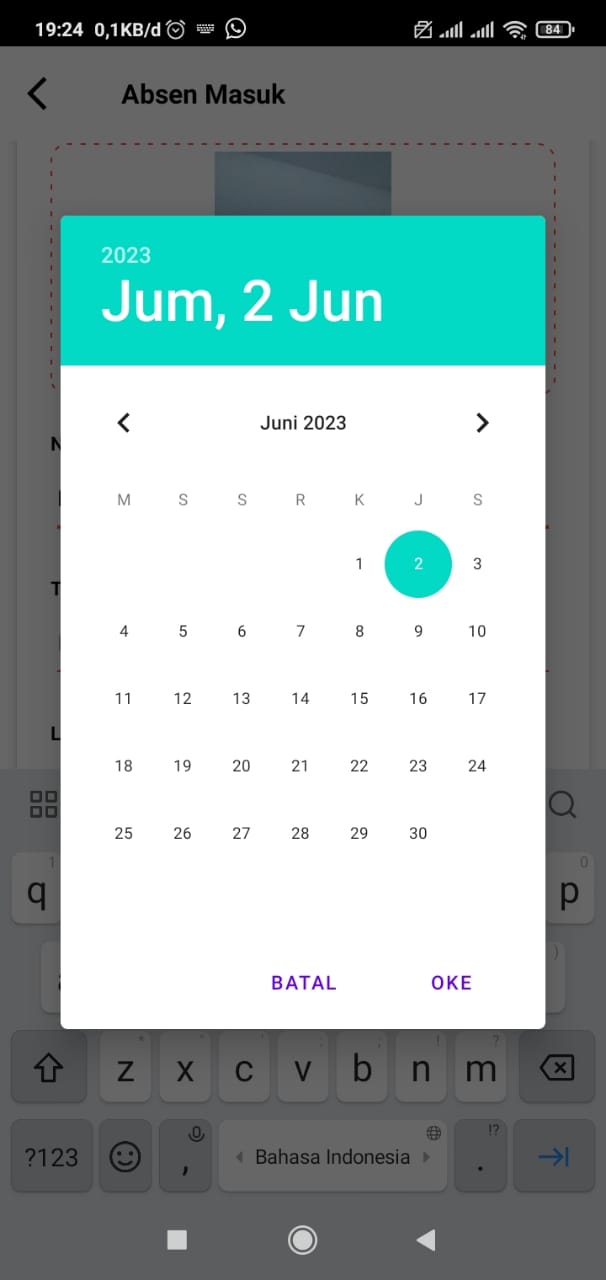 19:24 0,1KB/d 84
Absen Masuk
2023
Jum, 2 Jun
Juni 2023
M S S R K J S
1 2 3
4 5 6 7 8 9 10
11 12 13 14 15 16 17
18 19 20 21 22 23 24
25 26 27 28 29 30
BATAL OKE
N
T
L
1 0
q p
)
* " ' : ; ! ?
z x c v b n m
!?
?123 , Bahasa Indonesia .